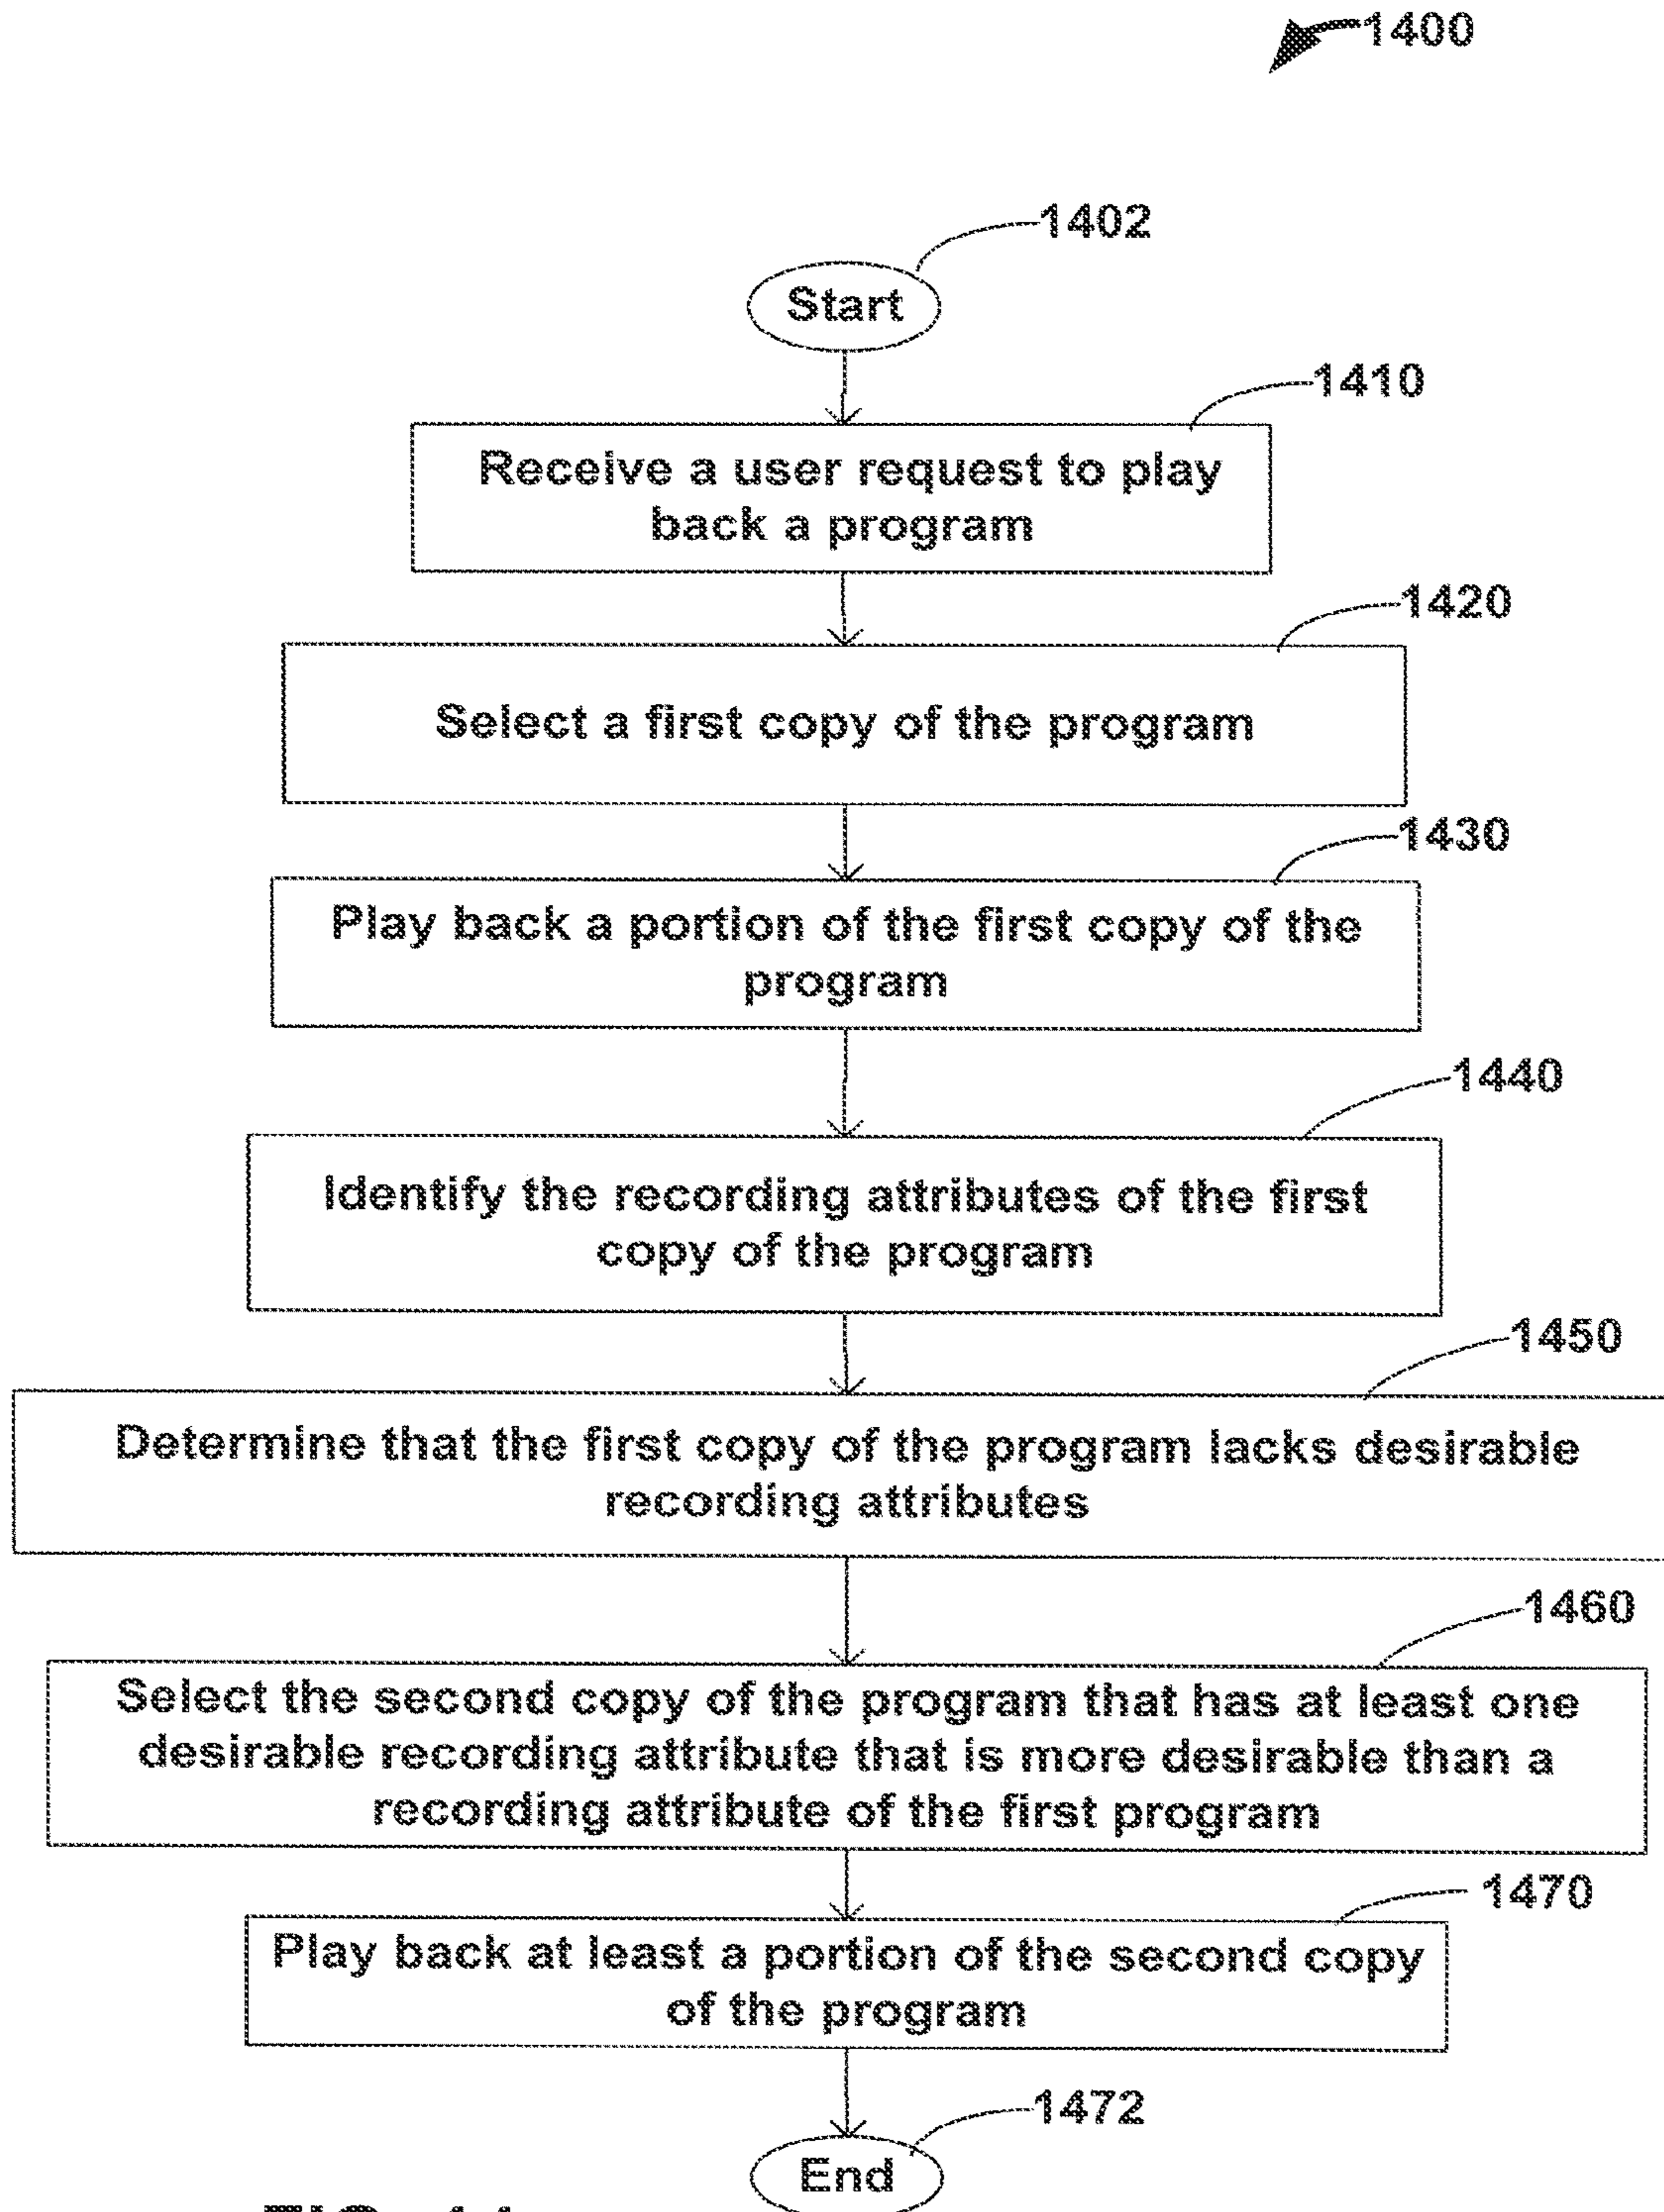 1400
1402
Start
1410
Receive a user request to play
back a program
1420
Select a first copy of the program
1430
Play back a portion of the first copy of the
program
1440
Identify the recording attributes of the first
copy of the program
1450
Determine that the first copy of the program lacks desirable
recording attributes
1460
Select the second copy of the program that has at least one
desirable recording attribute that is more desirable than a
recording attribute of the first program
1470
Play back at least a portion of the second copy
of the program
1472
End